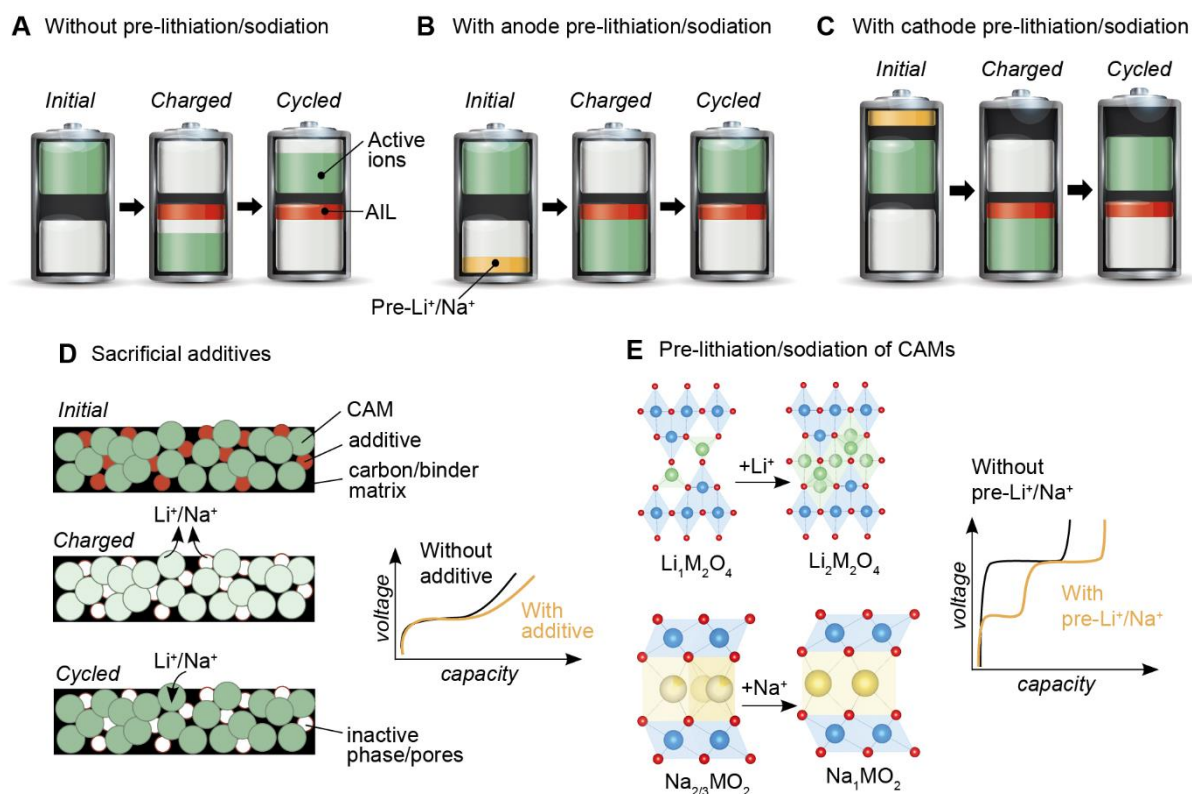 A Without pre-lithiation/sodiation
Initial
Charged
Cycled
Active
ions
AIL
B With anode pre-lithiation/sodiation
Initial
Charged
Cycled
Pre-Li⁺/Na⁺
C With cathode pre-lithiation/sodiation
Initial
Charged
Cycled
D Sacrificial additives
Initial
CAM
additive
carbon/binder
matrix
Li⁺/Na⁺
Charged
Cycled
Li⁺/Na⁺
inactive
phase/pores
voltage
Without
additive
With
additive
capacity
E Pre-lithiation/sodiation of CAMs
+Li⁺
Li₁M₂O₄
Li₂M₂O₄
+Na⁺
Na₂/₃MO₂
Na₁MO₂
Without
pre-Li⁺/Na⁺
voltage
With
pre-Li⁺/Na⁺
capacity